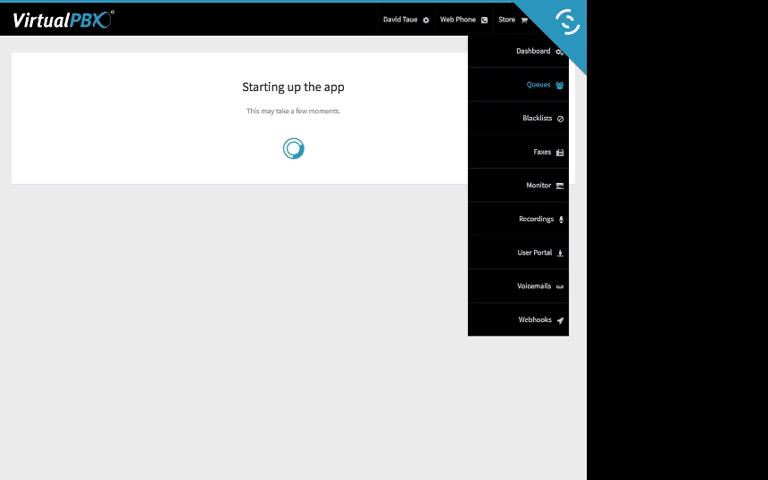 VirtualPBX®
David Taue
Web Phone
Store
Dashboard
Queues
Blacklists
Faxes
Monitor
Recordings
User Portal
Voicemails
Webhooks
Starting up the app
This may take a few moments.